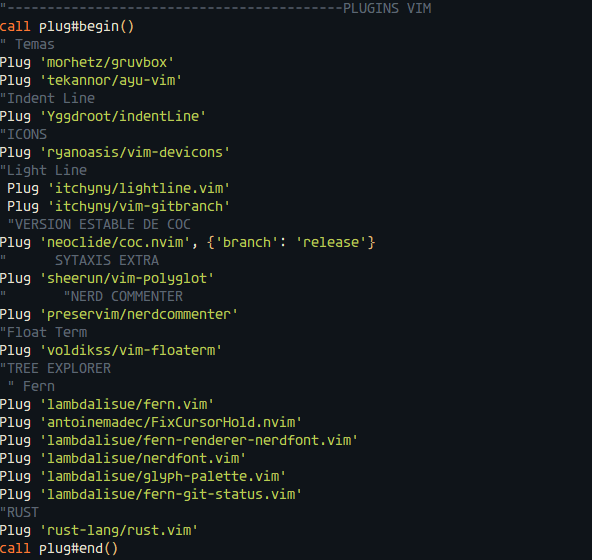 "-----------------------------------------PLUGINS VIM
call plug#begin()
" Temas
Plug 'morhetz/gruvbox'
Plug 'tekannor/ayu-vim'
"Indent Line
Plug 'Yggdroot/indentLine'
"ICONS
Plug 'ryanoasis/vim-devicons'
"Light Line
 Plug 'itchyny/lightline.vim'
 Plug 'itchyny/vim-gitbranch'
 "VERSION ESTABLE DE COC
Plug 'neoclide/coc.nvim', {'branch': 'release'}
"      SYTAXIS EXTRA
Plug 'sheerun/vim-polyglot'
"       "NERD COMMENTER
Plug 'preservim/nerdcommenter'
"Float Term
Plug 'voldikss/vim-floaterm'
"TREE EXPLORER
 " Fern
Plug 'lambdalisue/fern.vim'
Plug 'antoinemadec/FixCursorHold.nvim'
Plug 'lambdalisue/fern-renderer-nerdfont.vim'
Plug 'lambdalisue/nerdfont.vim'
Plug 'lambdalisue/glyph-palette.vim'
Plug 'lambdalisue/fern-git-status.vim'
"RUST
Plug 'rust-lang/rust.vim'
call plug#end()